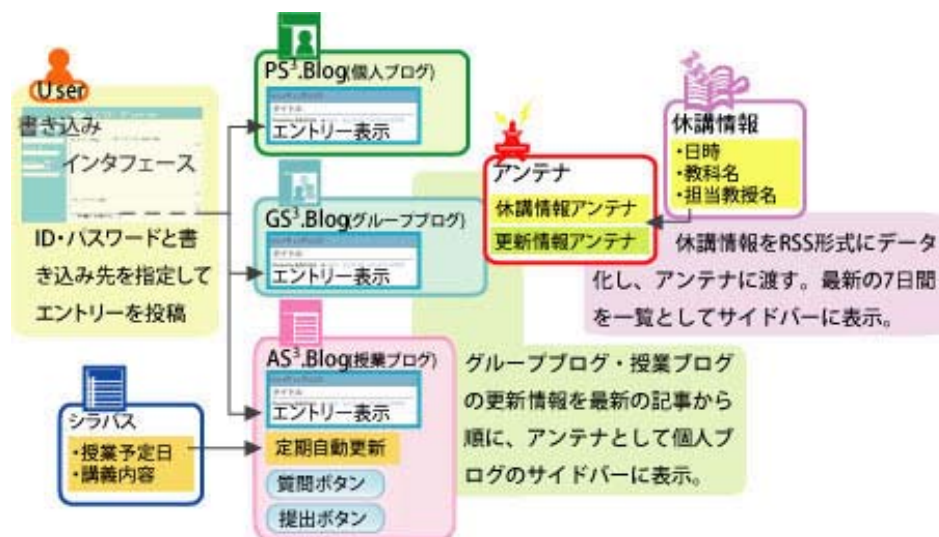 User
書き込み
インタフェース
ID・パスワードと書
き込み先を指定して
エントリーを投稿
シラバス
・授業予定日
・講義内容
PS³.Blog(個人ブログ)
タイトル
エントリー表示
GS³.Blog(グループブログ)
エントリー表示
AS³.Blog(授業ブログ)
タイトル
エントリー表示
定期自動更新
質問ボタン
提出ボタン
アンテナ
休講情報アンテナ
更新情報アンテナ
休講情報
・日時
・教科名
・担当教授名
休講情報をRSS形式にデータ
化し、アンテナに渡す。最新の7日間
を一覧としてサイドバーに表示。
グループブログ・授業ブログ
の更新情報を最新の記事から
順に、アンテナとして個人ブ
ログのサイドバーに表示。